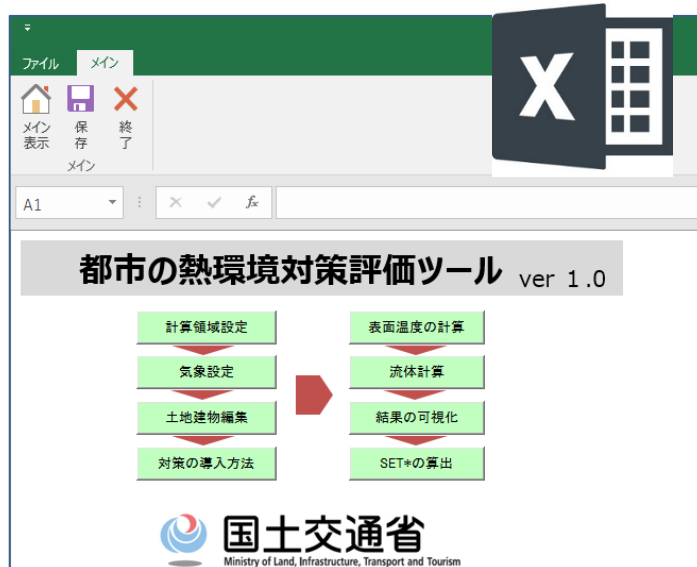 ファイル メイン
メイン表示 保存 終了
メイン
A1 fx
X
都市の熱環境対策評価ツール ver 1.0
計算領域設定
気象設定
土地建物編集
対策の導入方法
表面温度の計算
流体計算
結果の可視化
SET*の算出
国土交通省
Ministry of Land, Infrastructure, Transport and Tourism